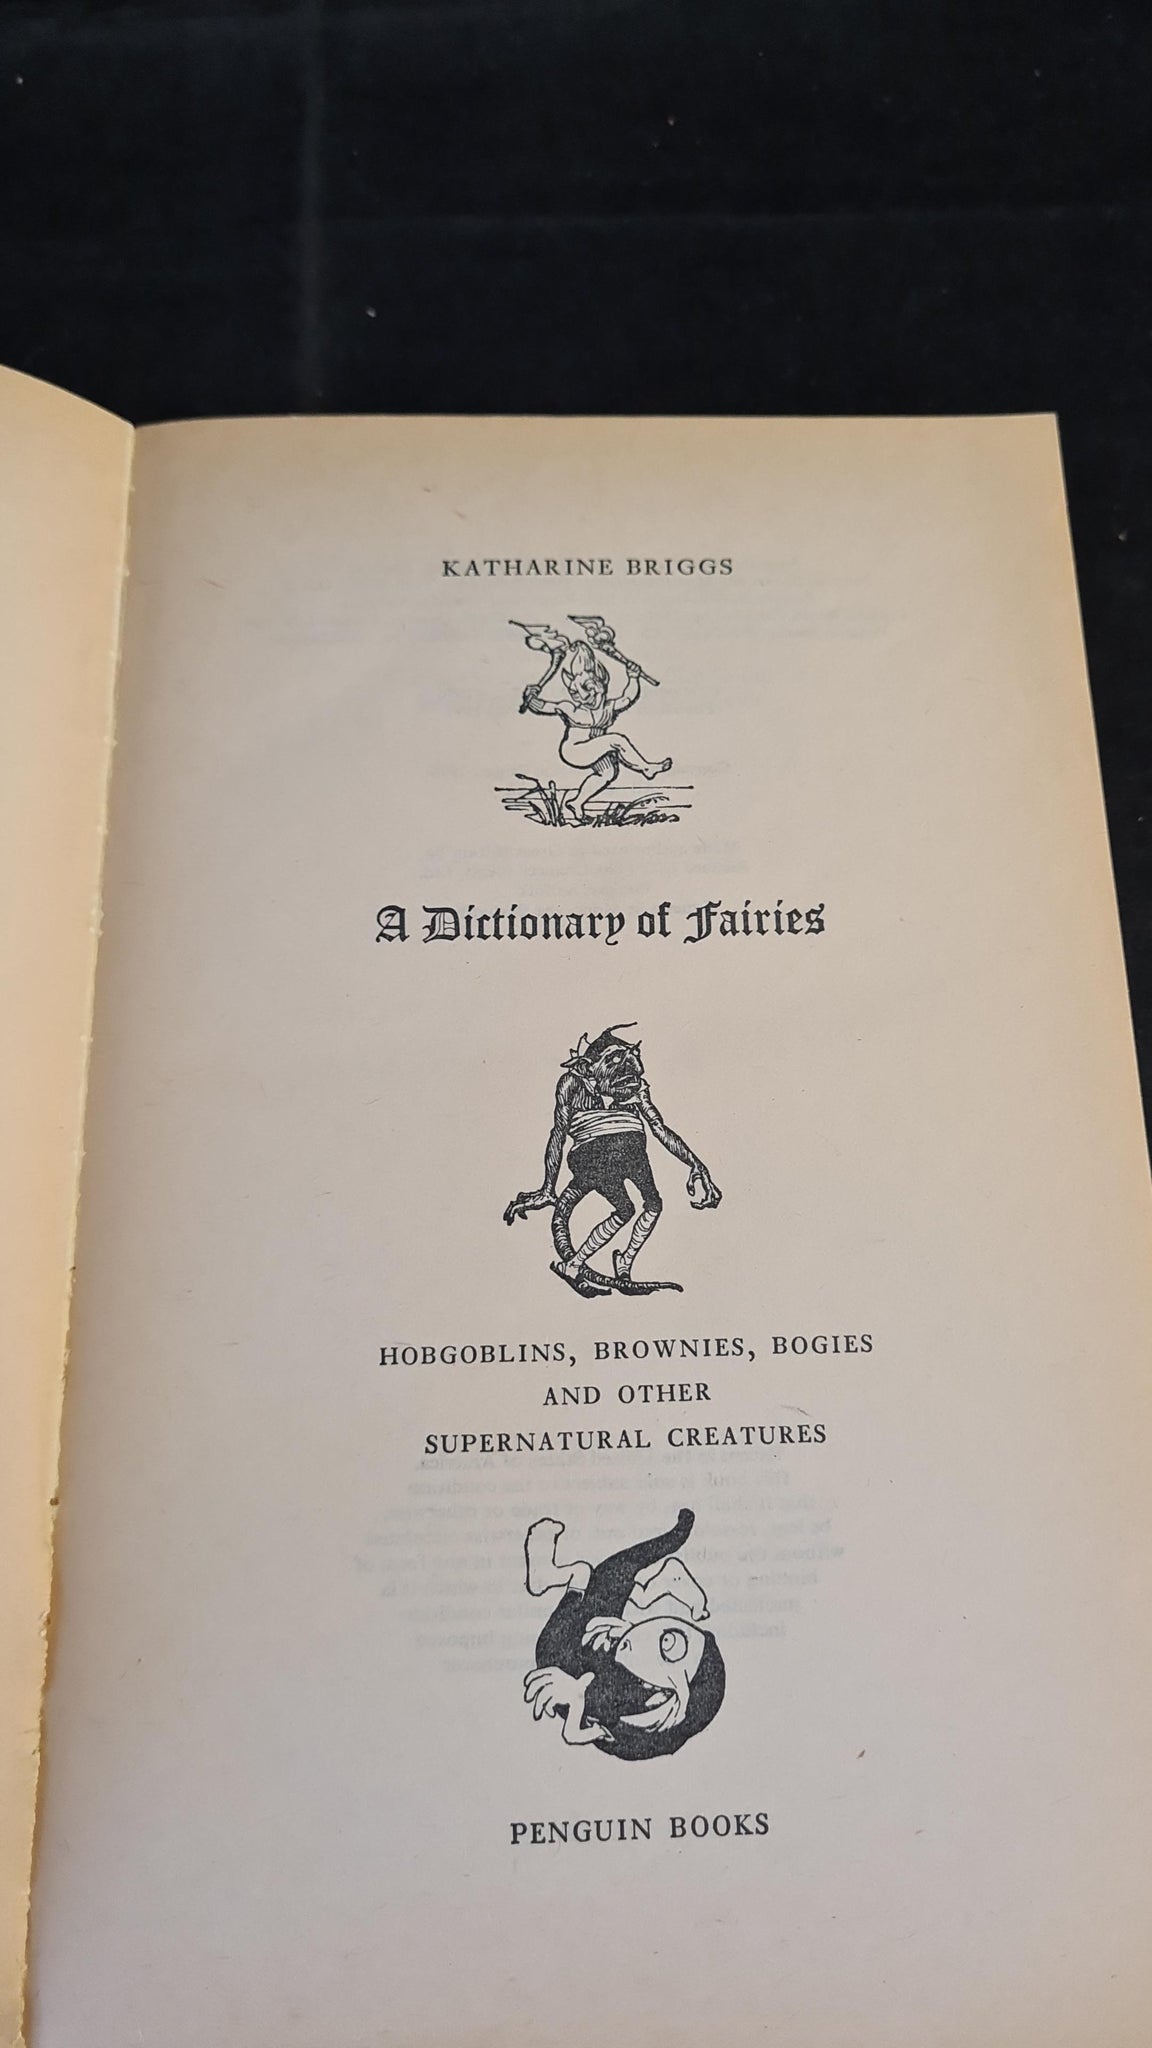 KATHARINE BRIGGS
A Dictionary of Fairies
HOBGOBLINS, BROWNIES, BOGIES
AND OTHER
SUPERNATURAL CREATURES
PENGUIN BOOKS